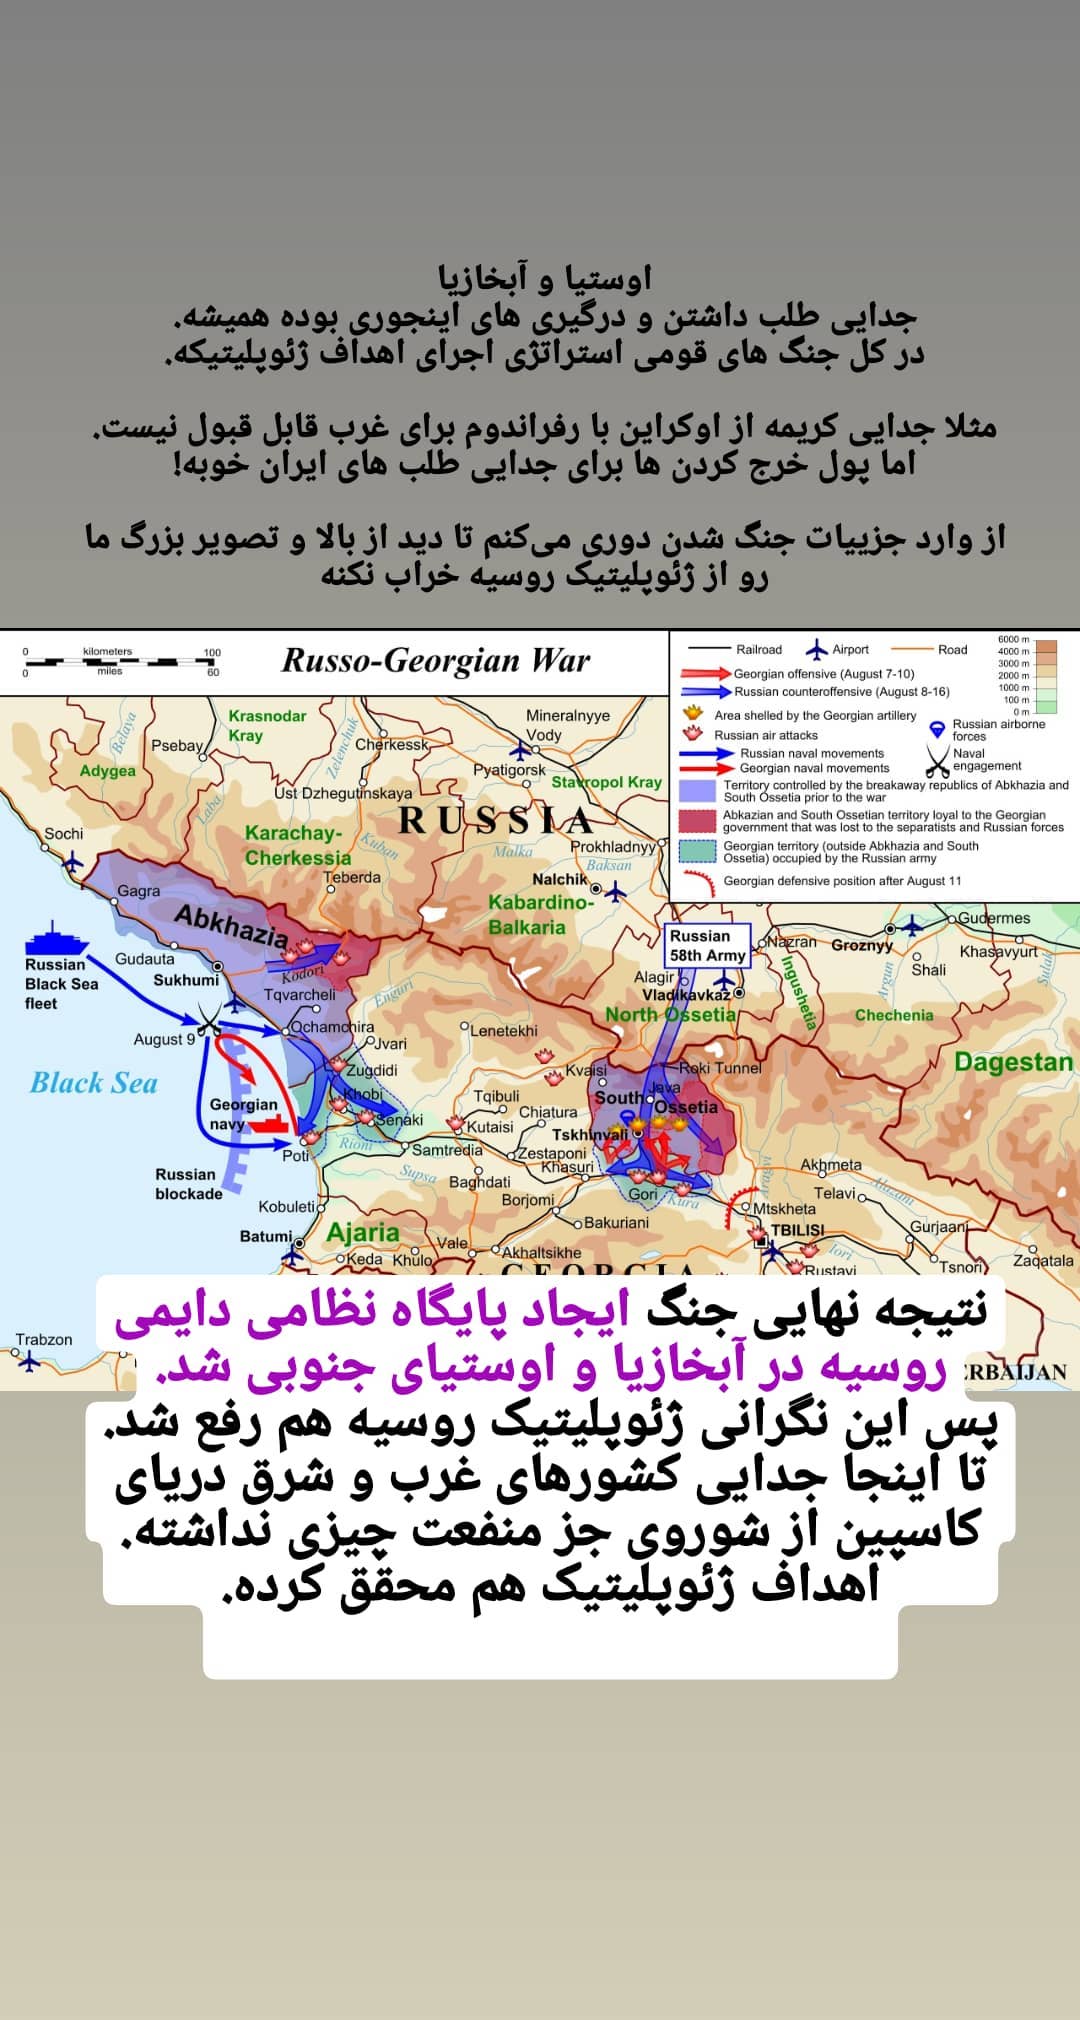 اوستیا و آبخازیا
جدایی طلب داشتن و درگیری های اینجوری بوده همیشه.
در کل جنگ های قومی استراتژی اجرای اهداف ژئوپلیتیکه.
مثلا جدایی کریمه از اوکراین با رفراندوم برای غرب قابل قبول نیست.
اما پول خرج کردن ها برای جدایی طلب های ایران خوبه!
از وارد جزییات جنگ شدن دوری می‌کنم تا دید از بالا و تصویر بزرگ ما
رو از ژئوپلیتیک روسیه خراب نکنه
0 kilometers 100
0 miles 60
Russo-Georgian War
Railroad
Airport
Road
Georgian offensive (August 7-10)
Russian counteroffensive (August 8-16)
Area shelled by the Georgian artillery
Russian air attacks
Russian airborne
forces
Russian naval movements
Georgian naval movements
Naval
engagement
Territory controlled by the breakaway republics of Abkhazia and
South Ossetia prior to the war
Abkazian and South Ossetian territory loyal to the Georgian
government that was lost to the separatists and Russian forces
Georgian territory (outside Abkhazia and South
Ossetia) occupied by the Russian army
Georgian defensive position after August 11
6000 m
4000 m
3000 m
2000 m
1000 m
100 m
0 m
Krasnodar
Kray
Belaya
Psebay
Adygea
Laba
Zelenchuk
Cherkessk
Mineralnyye
Vody
Pyatigorsk
Stavropol Kray
Ust Dzhegutinskaya
RUSSIA
Sochi
Karachay-
Cherkessia
Kuban
Malka
Prokhladnyy
Baksan
Teberda
Nalchik
Gagra
Kabardino-
Balkaria
Abkhazia
Russian
58th Army
Nazran
Groznyy
Gudermes
Khasavyurt
Sulak
Argun
Shali
Russian
Black Sea
fleet
Gudauta
Sukhumi
Kodori
Tqvarcheli
Enguri
Alagir
Vladikavkaz
North Ossetia
Ingushetia
Chechenia
August 9
Ochamchira
Jvari
Lenetekhi
Dagestan
Black Sea
Zugdidi
Kvaisi
Roki Tunnel
Java
Khobi
Georgian
navy
Tqibuli
Chiatura
South
Ossetia
Senaki
Kutaisi
Tskhinvali
Poti
Rioni
Samtredia
Zestaponi
Khasuri
Akhmeta
Russian
blockade
Supsa
Baghdati
Borjomi
Gori
Kura
Aragvi
Telavi
Alazani
Kobuleti
Mtskheta
Bakuriani
TBILISI
Gurjaani
Batumi
Ajaria
Vale
Keda
Khulo
Akhaltsikhe
Iori
Tsnori
Zaqatala
GEORGIA
Rustavi
Trabzon
ERBAIJAN
نتیجه نهایی جنگ ایجاد پایگاه نظامی دایمی
روسیه در آبخازیا و اوستیای جنوبی شد.
پس این نگرانی ژئوپلیتیک روسیه هم رفع شد.
تا اینجا جدایی کشورهای غرب و شرق دریای
کاسپین از شوروی جز منفعت چیزی نداشته.
اهداف ژئوپلیتیک هم محقق کرده.